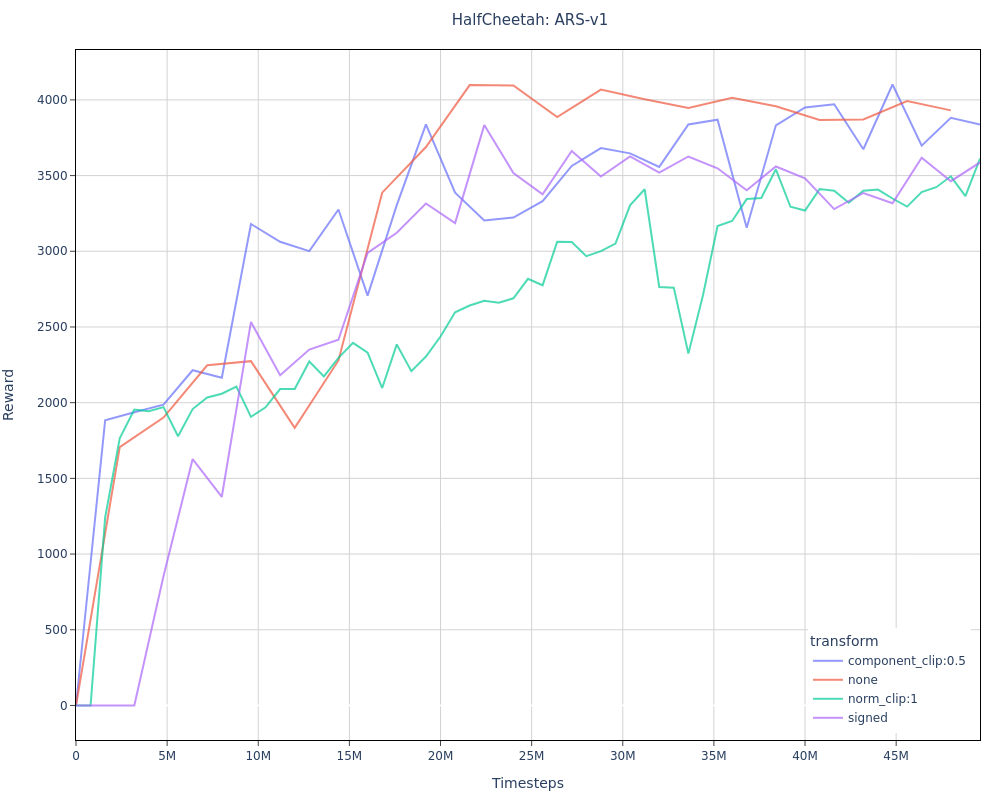 HalfCheetah: ARS-v1
Reward
4000
3500
3000
2500
2000
1500
1000
500
0
transform
component_clip:0.5
none
norm_clip:1
signed
0 5M 10M 15M 20M 25M 30M 35M 40M 45M
Timesteps